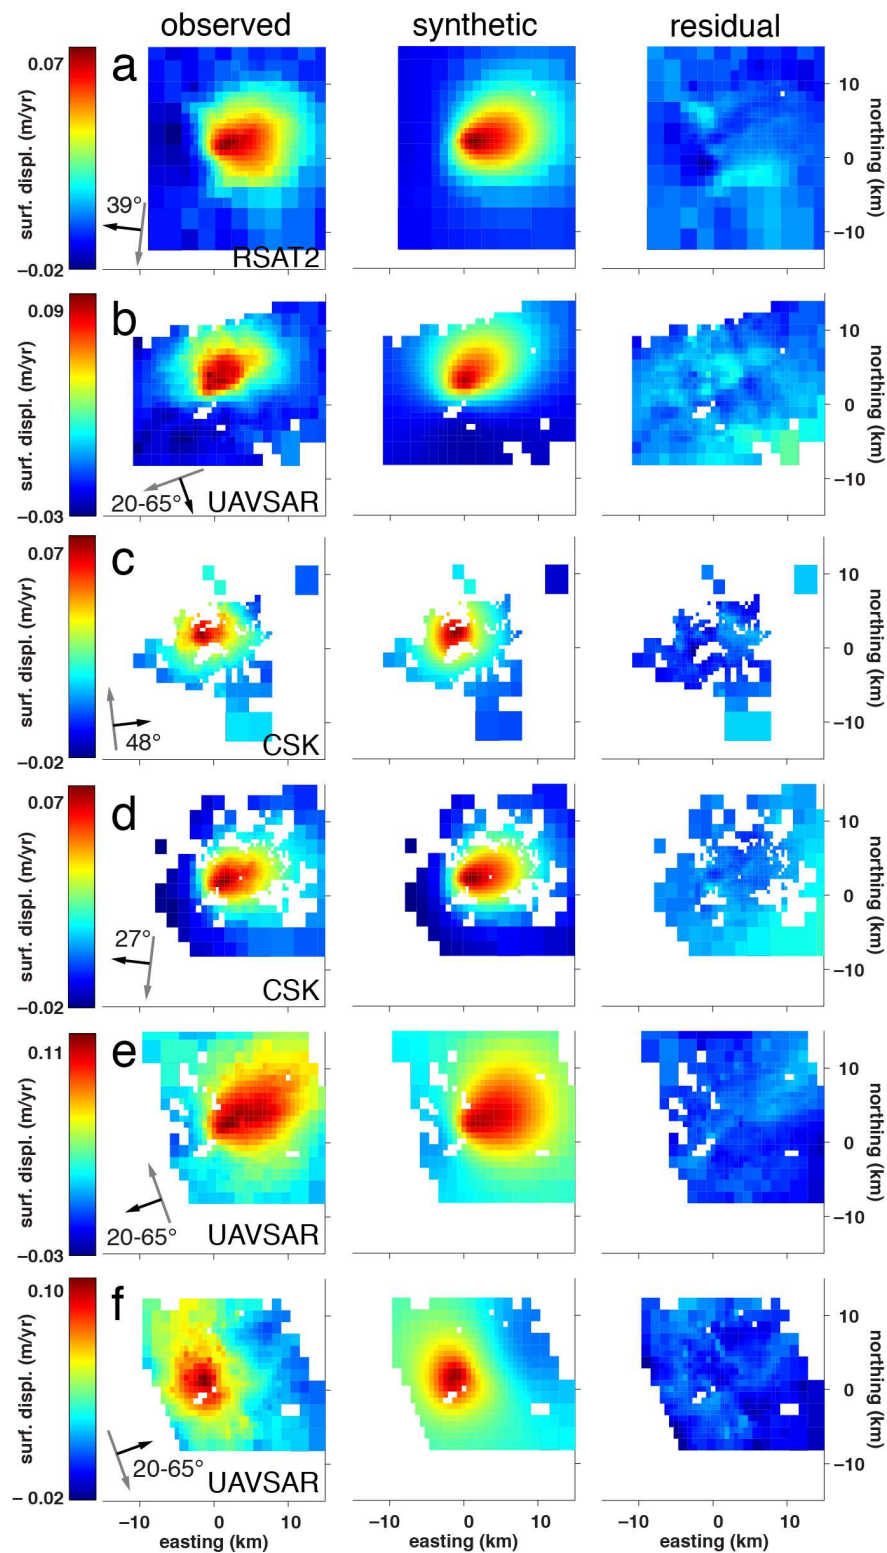 observed synthetic residual
a
0.07
surf. displ. (m/yr)
−0.02
39°
RSAT2
10
0
−10
northing (km)
b
0.09
surf. displ. (m/yr)
−0.03
20-65°
UAVSAR
10
0
−10
northing (km)
c
0.07
surf. displ. (m/yr)
−0.02
48°
CSK
10
0
−10
northing (km)
d
0.07
surf. displ. (m/yr)
−0.02
27°
CSK
10
0
−10
northing (km)
e
0.11
surf. displ. (m/yr)
−0.03
20-65°
UAVSAR
10
0
−10
northing (km)
f
0.10
surf. displ. (m/yr)
− 0.02
20-65°
UAVSAR
10
0
−10
northing (km)
−10 0 10 −10 0 10 −10 0 10
easting (km) easting (km) easting (km)